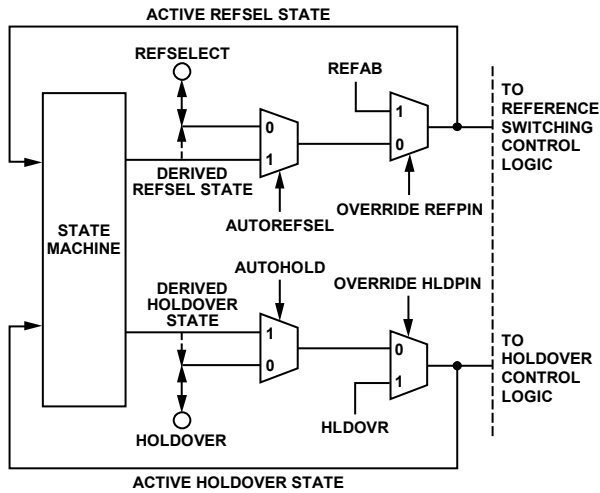 ACTIVE REFSEL STATE
REFSELECT
REFAB
TO
REFERENCE
SWITCHING
CONTROL
LOGIC
0
1
1
0
DERIVED
REFSEL STATE
AUTOREFSEL
OVERRIDE REFPIN
STATE
MACHINE
AUTOHOLD
OVERRIDE HLDPIN
DERIVED
HOLDOVER
STATE
1
0
0
1
TO
HOLDOVER
CONTROL
LOGIC
HOLDOVER
HLDOVR
ACTIVE HOLDOVER STATE